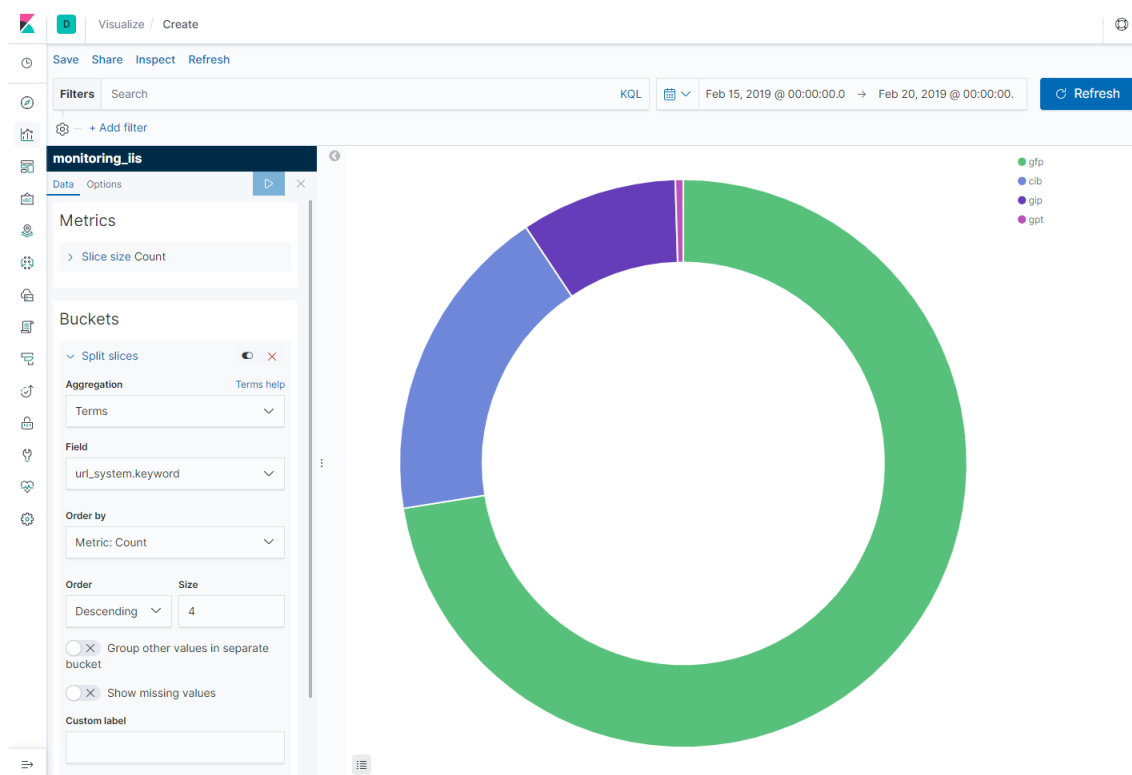 D Visualize / Create
Save Share Inspect Refresh
Filters Search KQL Feb 15, 2019 @ 00:00:00.0 → Feb 20, 2019 @ 00:00:00. Refresh
+ Add filter
monitoring_iis
Data Options
Metrics
Slice size Count
Buckets
Split slices
Aggregation Terms help
Terms
Field
url_system.keyword
Order by
Metric: Count
Order Size
Descending 4
Group other values in separate
bucket
Show missing values
Custom label
gfp
cib
gip
gpt